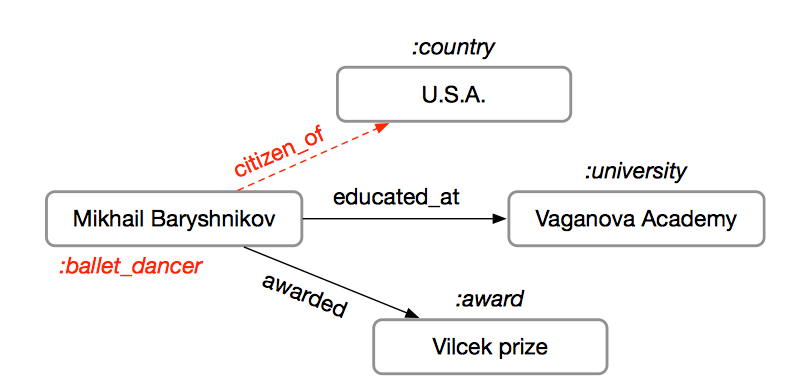 :country
U.S.A.
citizen_of
:university
educated_at
Mikhail Baryshnikov
Vaganova Academy
:ballet_dancer
awarded
:award
Vilcek prize